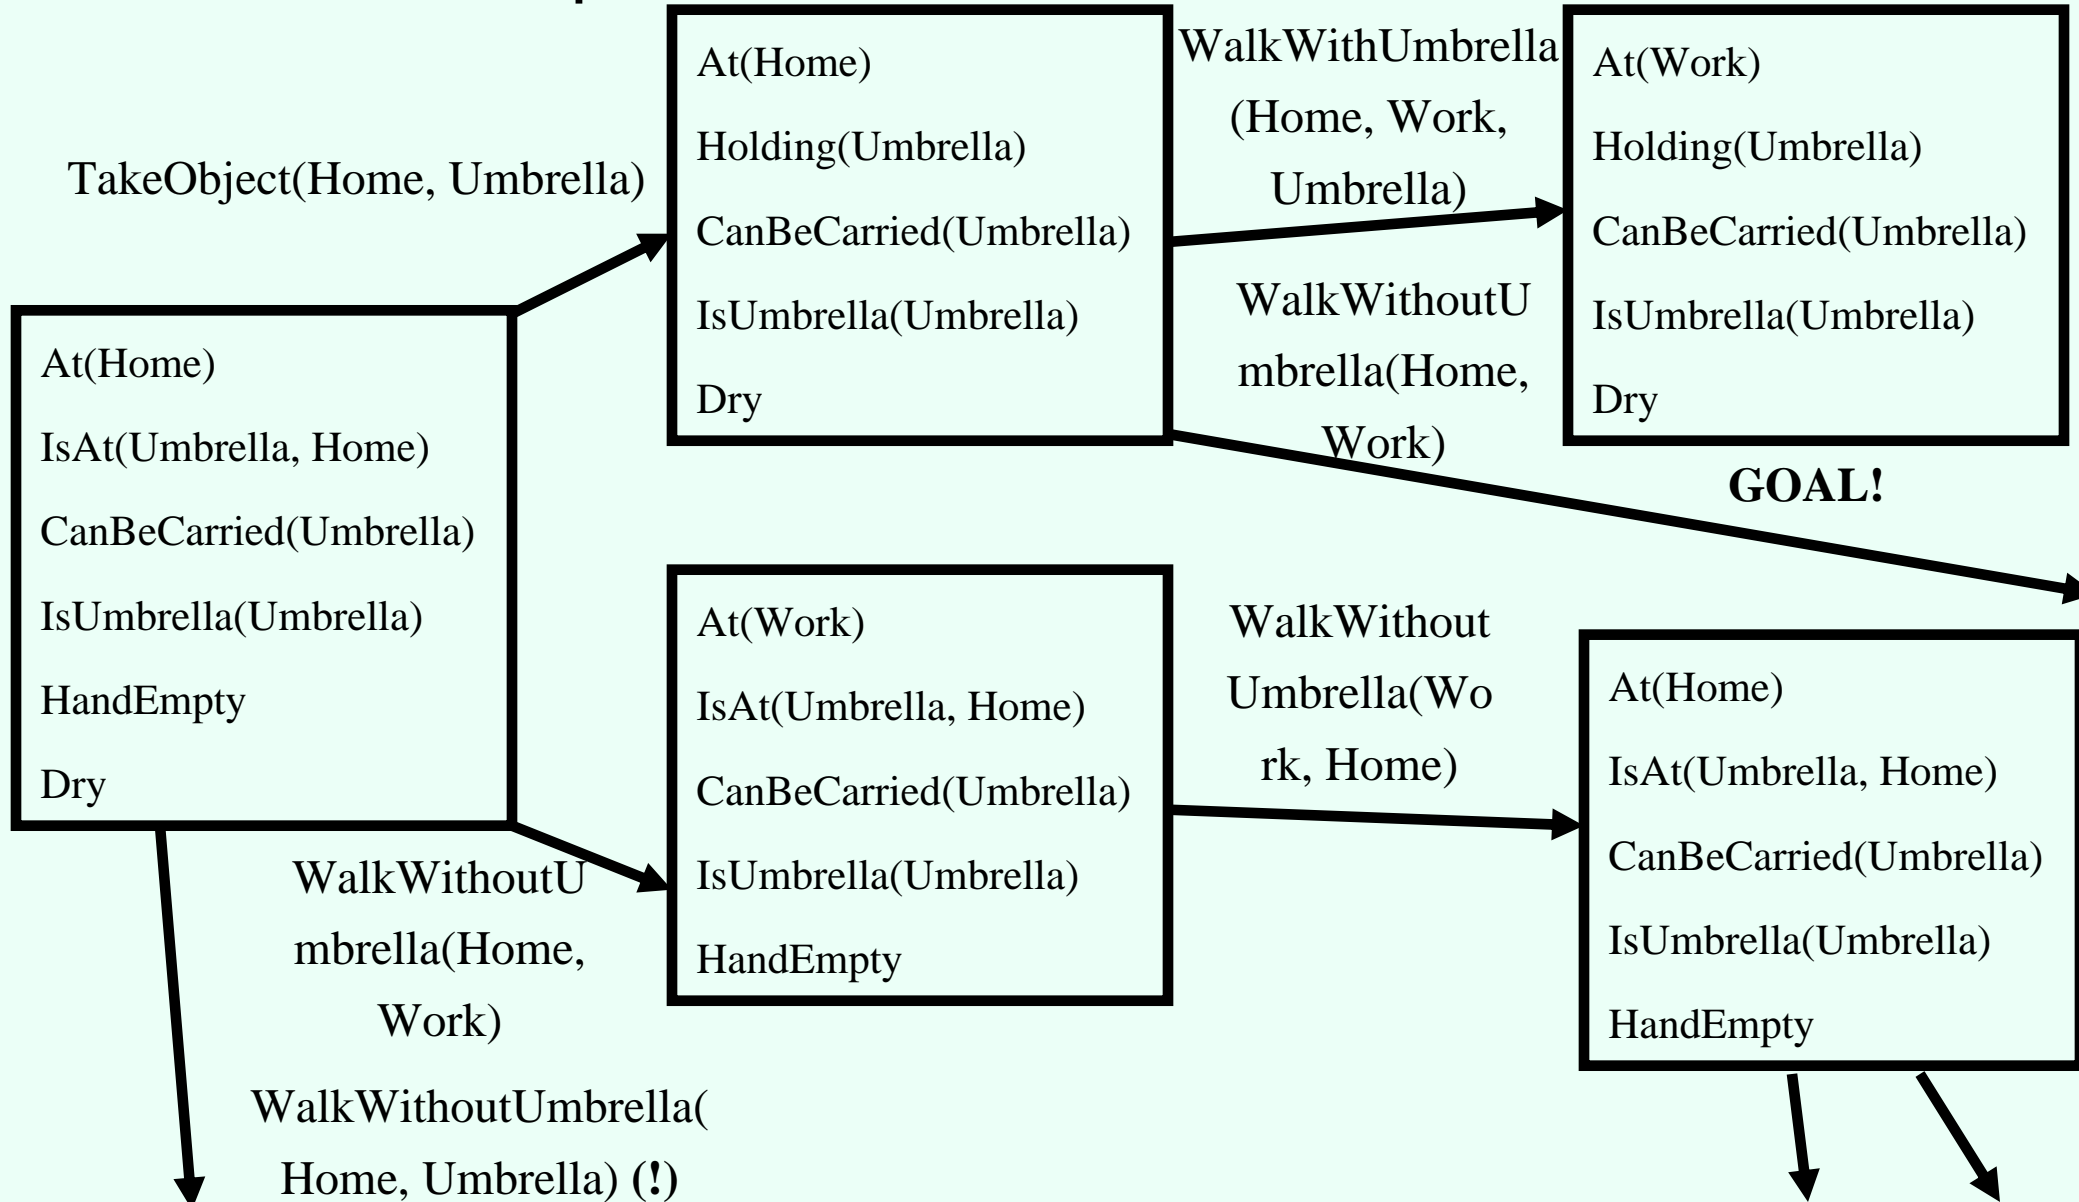 At(Home)
Holding(Umbrella)
CanBeCarried(Umbrella)
IsUmbrella(Umbrella)
Dry
WalkWithUmbrella
(Home, Work,
Umbrella)
At(Work)
Holding(Umbrella)
CanBeCarried(Umbrella)
IsUmbrella(Umbrella)
Dry
TakeObject(Home, Umbrella)
WalkWithoutU
mbrella(Home,
Work)
GOAL!
At(Home)
IsAt(Umbrella, Home)
CanBeCarried(Umbrella)
IsUmbrella(Umbrella)
HandEmpty
Dry
At(Work)
IsAt(Umbrella, Home)
CanBeCarried(Umbrella)
IsUmbrella(Umbrella)
HandEmpty
WalkWithout
Umbrella(Wo
rk, Home)
At(Home)
IsAt(Umbrella, Home)
CanBeCarried(Umbrella)
IsUmbrella(Umbrella)
HandEmpty
WalkWithoutU
mbrella(Home,
Work)
WalkWithoutUmbrella(
Home, Umbrella) (!)